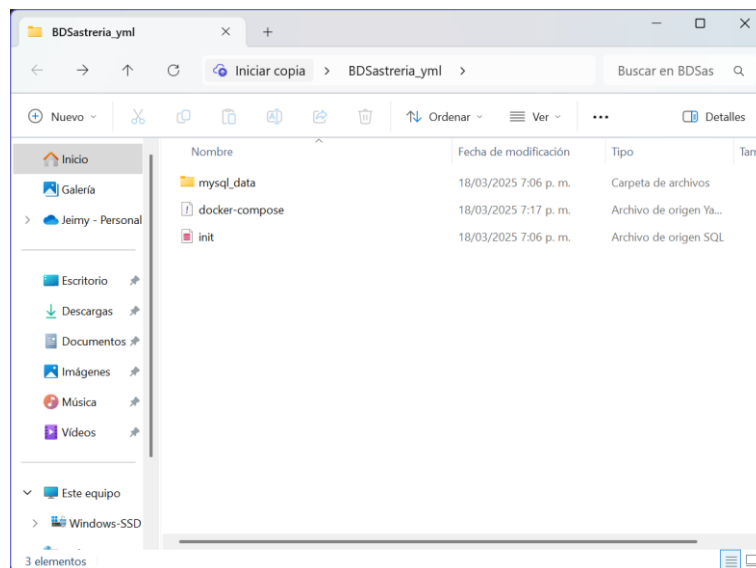 BDSastreria_yml
Iniciar copia > BDSastreria_yml >
Buscar en BDSas
Nuevo
Ordenar
Ver
Detalles
Inicio
Galería
Jeimy - Personal
Escritorio
Descargas
Documentos
Imágenes
Música
Vídeos
Este equipo
Windows-SSD
Nombre Fecha de modificación Tipo Tam
mysql_data 18/03/2025 7:06 p. m. Carpeta de archivos
docker-compose 18/03/2025 7:17 p. m. Archivo de origen Ya...
init 18/03/2025 7:06 p. m. Archivo de origen SQL
3 elementos